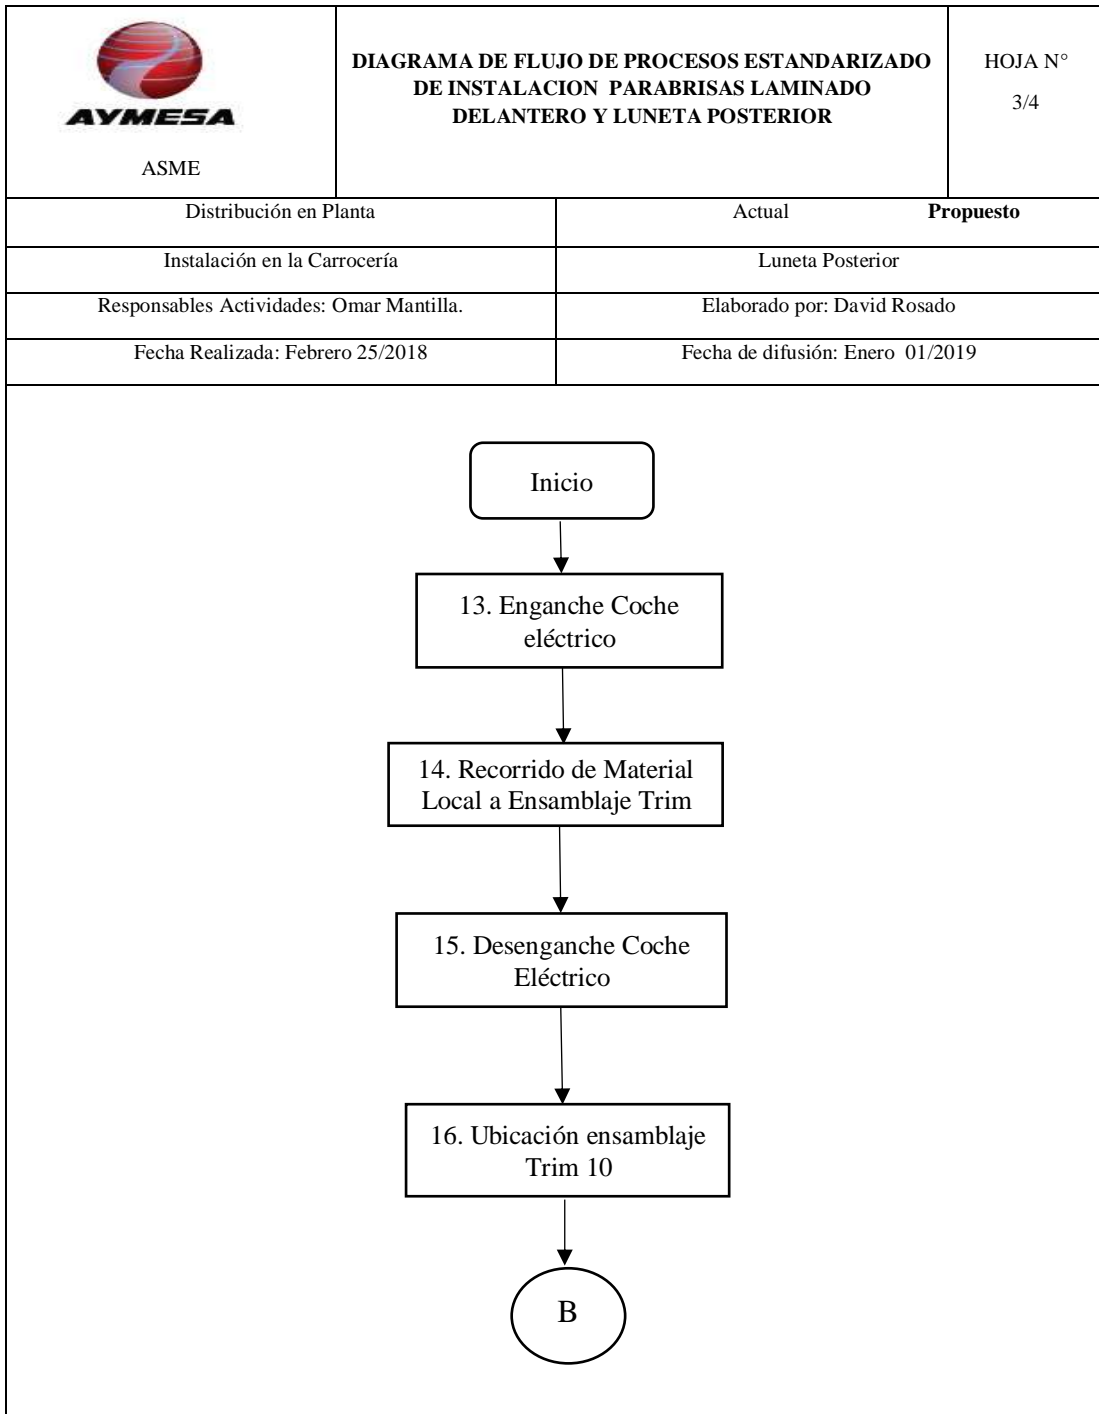 AYMESA
ASME
DIAGRAMA DE FLUJO DE PROCESOS ESTANDARIZADO
DE INSTALACION PARABRISAS LAMINADO
DELANTERO Y LUNETA POSTERIOR
HOJA N°
3/4
Distribución en Planta
Actual Propuesto
Instalación en la Carrocería
Luneta Posterior
Responsables Actividades: Omar Mantilla.
Elaborado por: David Rosado
Fecha Realizada: Febrero 25/2018
Fecha de difusión: Enero 01/2019
Inicio
13. Enganche Coche
eléctrico
14. Recorrido de Material
Local a Ensamblaje Trim
15. Desenganche Coche
Eléctrico
16. Ubicación ensamblaje
Trim 10
B